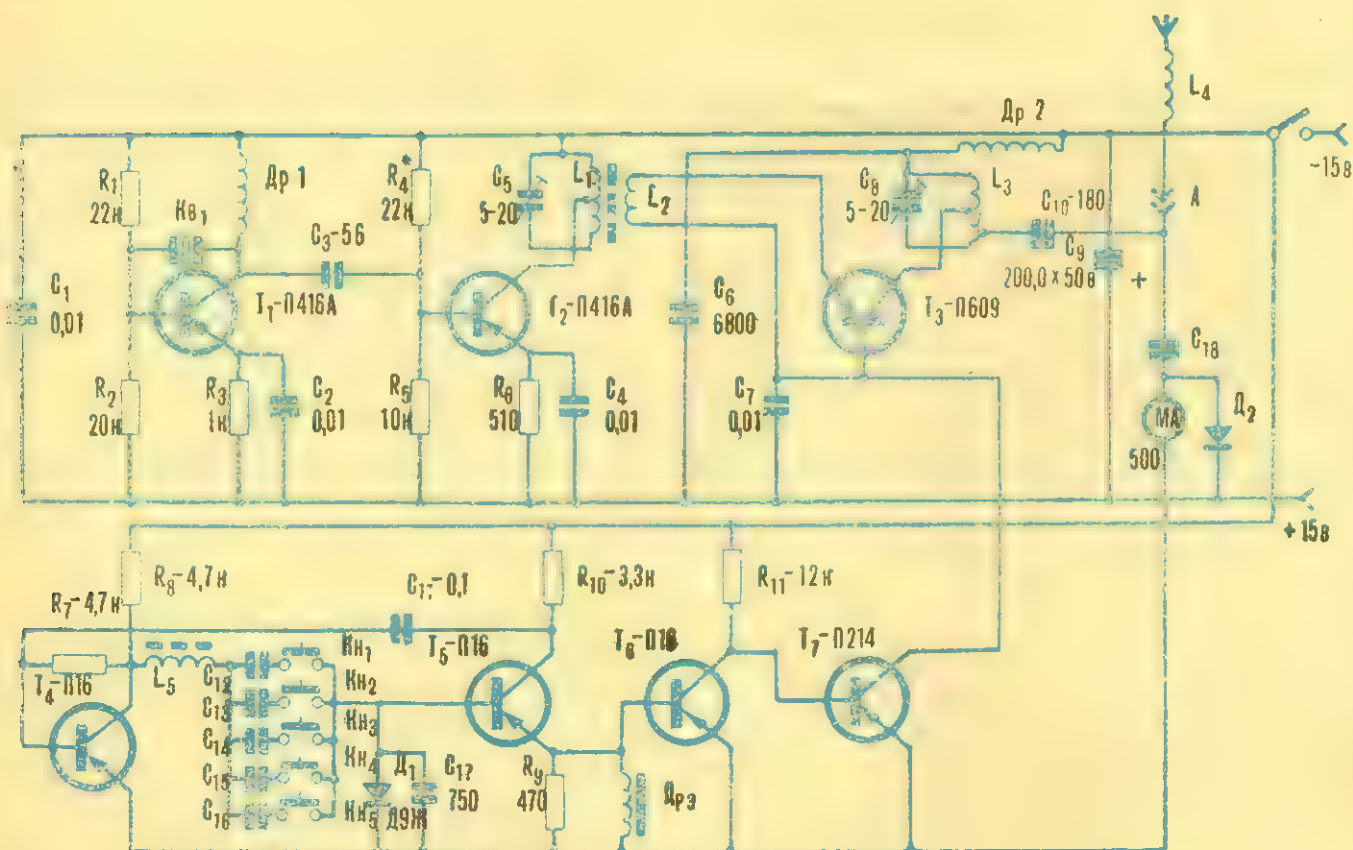 L4
Др 2
~15в
R1
22к
Др 1
Кв1
R4*
22к
C3-56
C5
5-20
L1
L2
C8
5-20
L3
C10-180
A
C9
200,0×50в
+
C1
0,01
T1-П416А
T2-П416А
C6
6800
T3-П609
C18
R2
20к
R3
1к
C2
0,01
R5
10к
R6
510
C4
0,01
C7
0,01
МА
500
Д2
+15в
R8-4,7к
R7-4,7к
C11-0,1
R10-3,3к
R11-12к
T4-П16
L5
T5-П16
T6-П16
T7-П214
C12
C13
C14
C15
C16
Кн1
Кн2
Кн3
Кн4
Кн5
Д1
Д9Ж
C17
750
R9
470
Др3